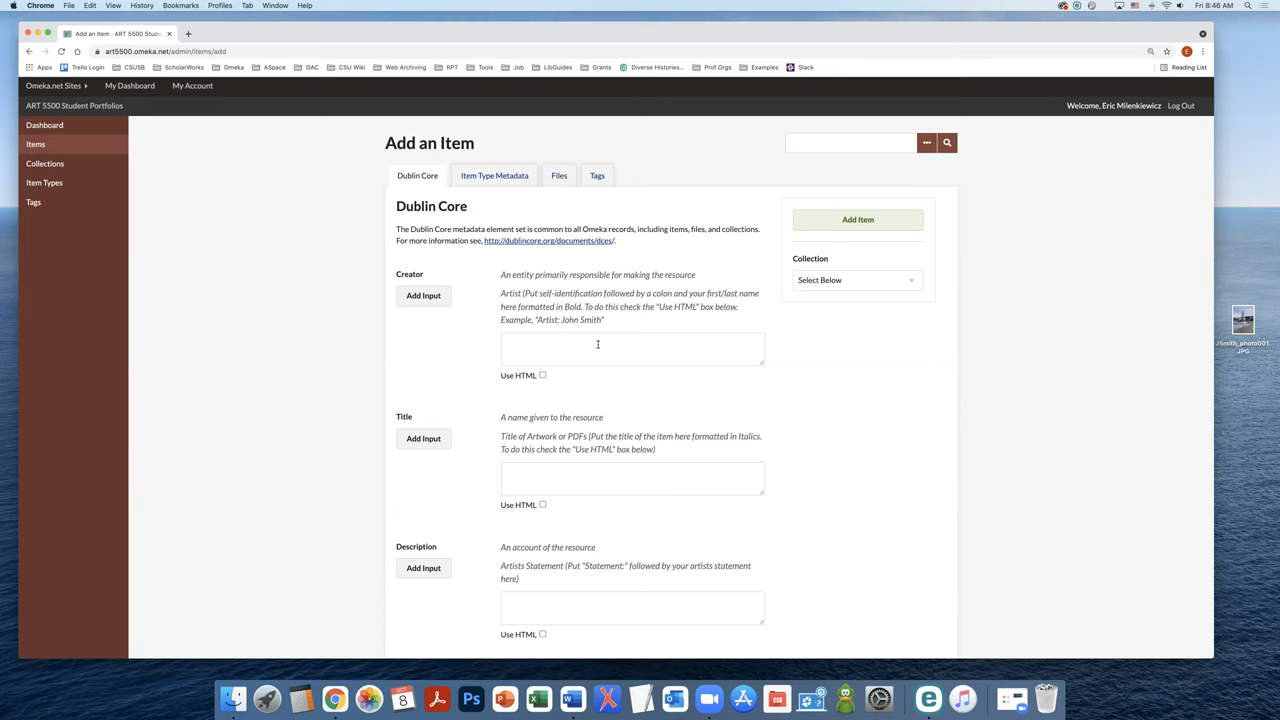 Chrome File Edit View History Bookmarks Profiles Tab Window Help Fri 8:46 AM
Add an Item - ART 5500 Stude
art5500.omeka.net/admin/items/add
Apps Trello Login CSUSB ScholarWorks Omeka ASpace OAC CSU Wiki Web Archiving RPT Tools Job LibGuides Grants Diverse Histories... Prof Orgs Examples Slack Reading List
Omeka.net Sites My Dashboard My Account
ART 5500 Student Portfolios Welcome, Eric Milenkiewicz Log Out
Dashboard
Items
Collections
Item Types
Tags
Add an Item
Dublin Core Item Type Metadata Files Tags
Dublin Core
The Dublin Core metadata element set is common to all Omeka records, including items, files, and collections.
For more information see, http://dublincore.org/documents/dces/.
Add Item
Collection
Select Below
Creator
Add Input
An entity primarily responsible for making the resource
Artist (Put self-identification followed by a colon and your first/last name
here formatted in Bold. To do this check the "Use HTML" box below.
Example, "Artist: John Smith"
Use HTML
Title
Add Input
A name given to the resource
Title of Artwork or PDFs (Put the title of the item here formatted in Italics.
To do this check the "Use HTML" box below)
Use HTML
Description
Add Input
An account of the resource
Artists Statement (Put "Statement:" followed by your artists statement
here)
Use HTML
JSmith_photo001.
JPG
OCT
8
Ps
CSB